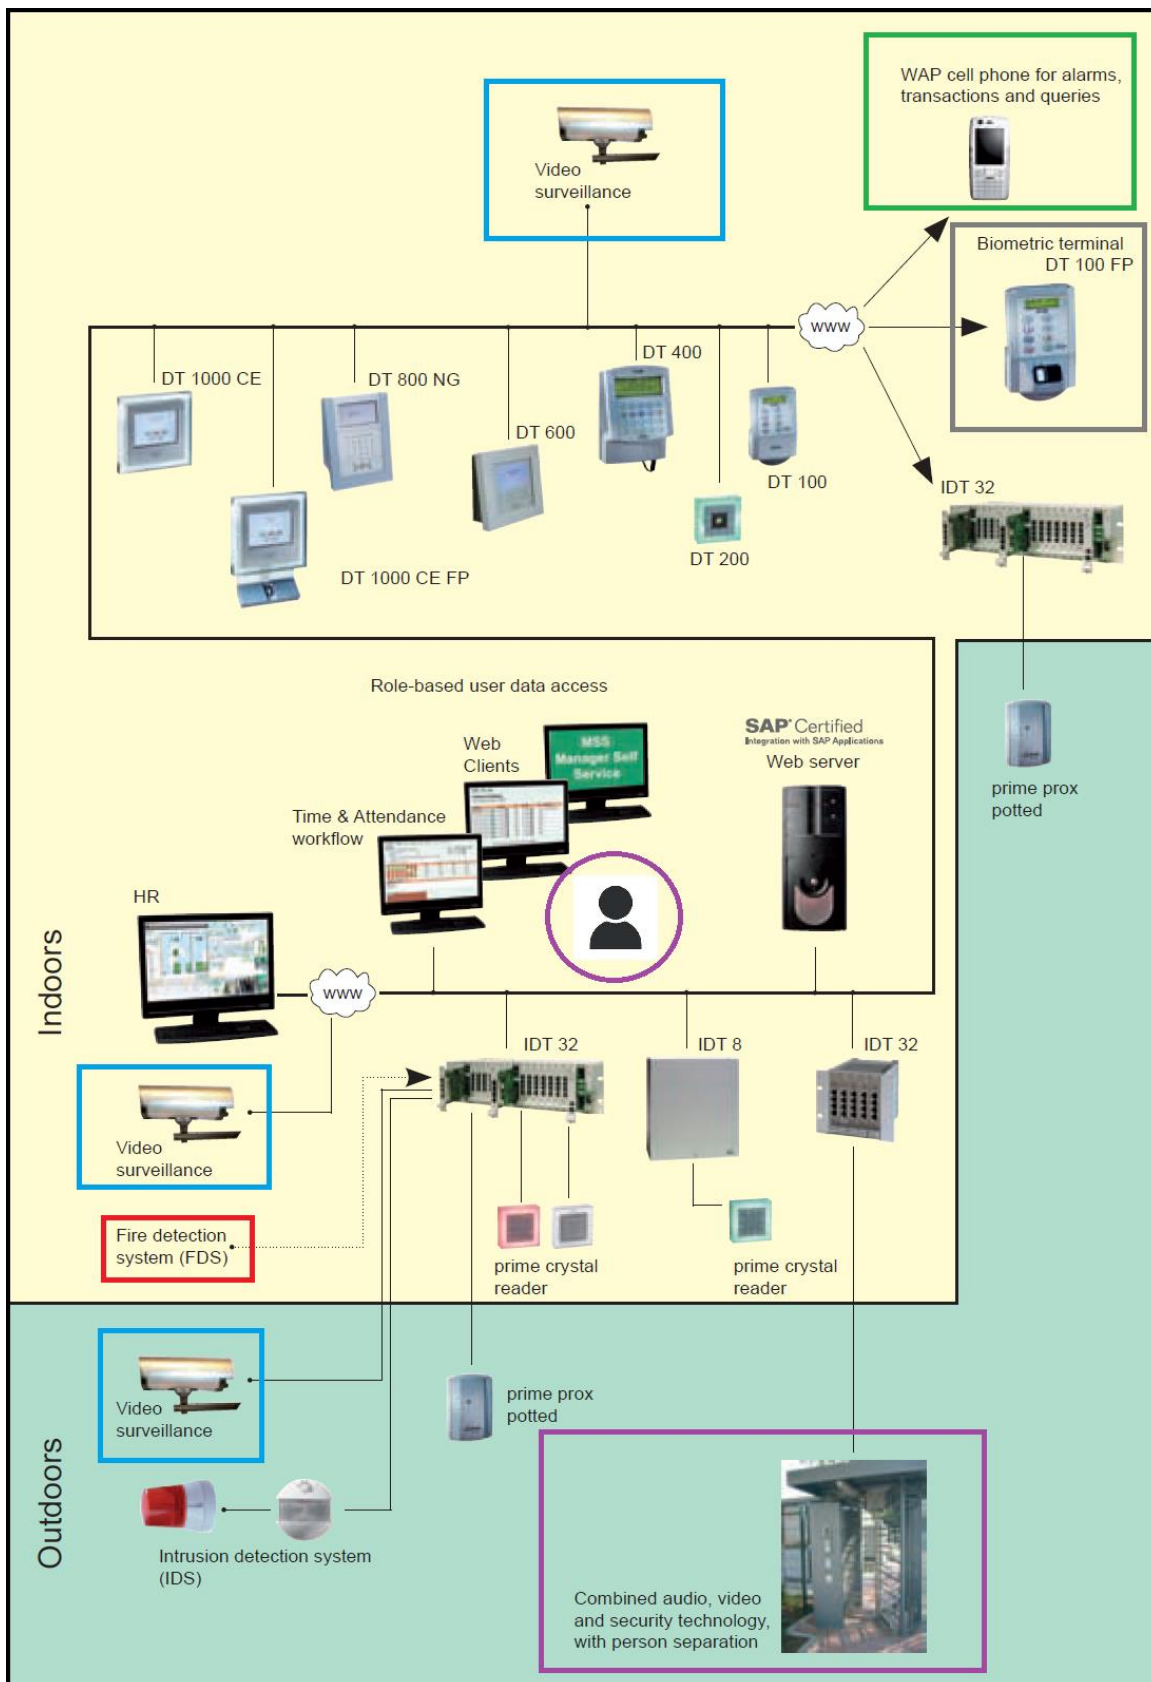 WAP cell phone for alarms,
transactions and queries
Video
surveillance
Biometric terminal
DT 100 FP
www
DT 1000 CE
DT 800 NG
DT 400
DT 600
DT 100
IDT 32
DT 200
DT 1000 CE FP
Role-based user data access
SAP® Certified
Integration with SAP Applications
Web server
Web
Clients
MSS
Manager Self
Service
prime prox
potted
Time & Attendance
workflow
HR
Indoors
www
IDT 32
IDT 8
IDT 32
Video
surveillance
Fire detection
system (FDS)
prime crystal
reader
prime crystal
reader
Video
surveillance
prime prox
potted
Outdoors
Intrusion detection system
(IDS)
Combined audio, video
and security technology,
with person separation